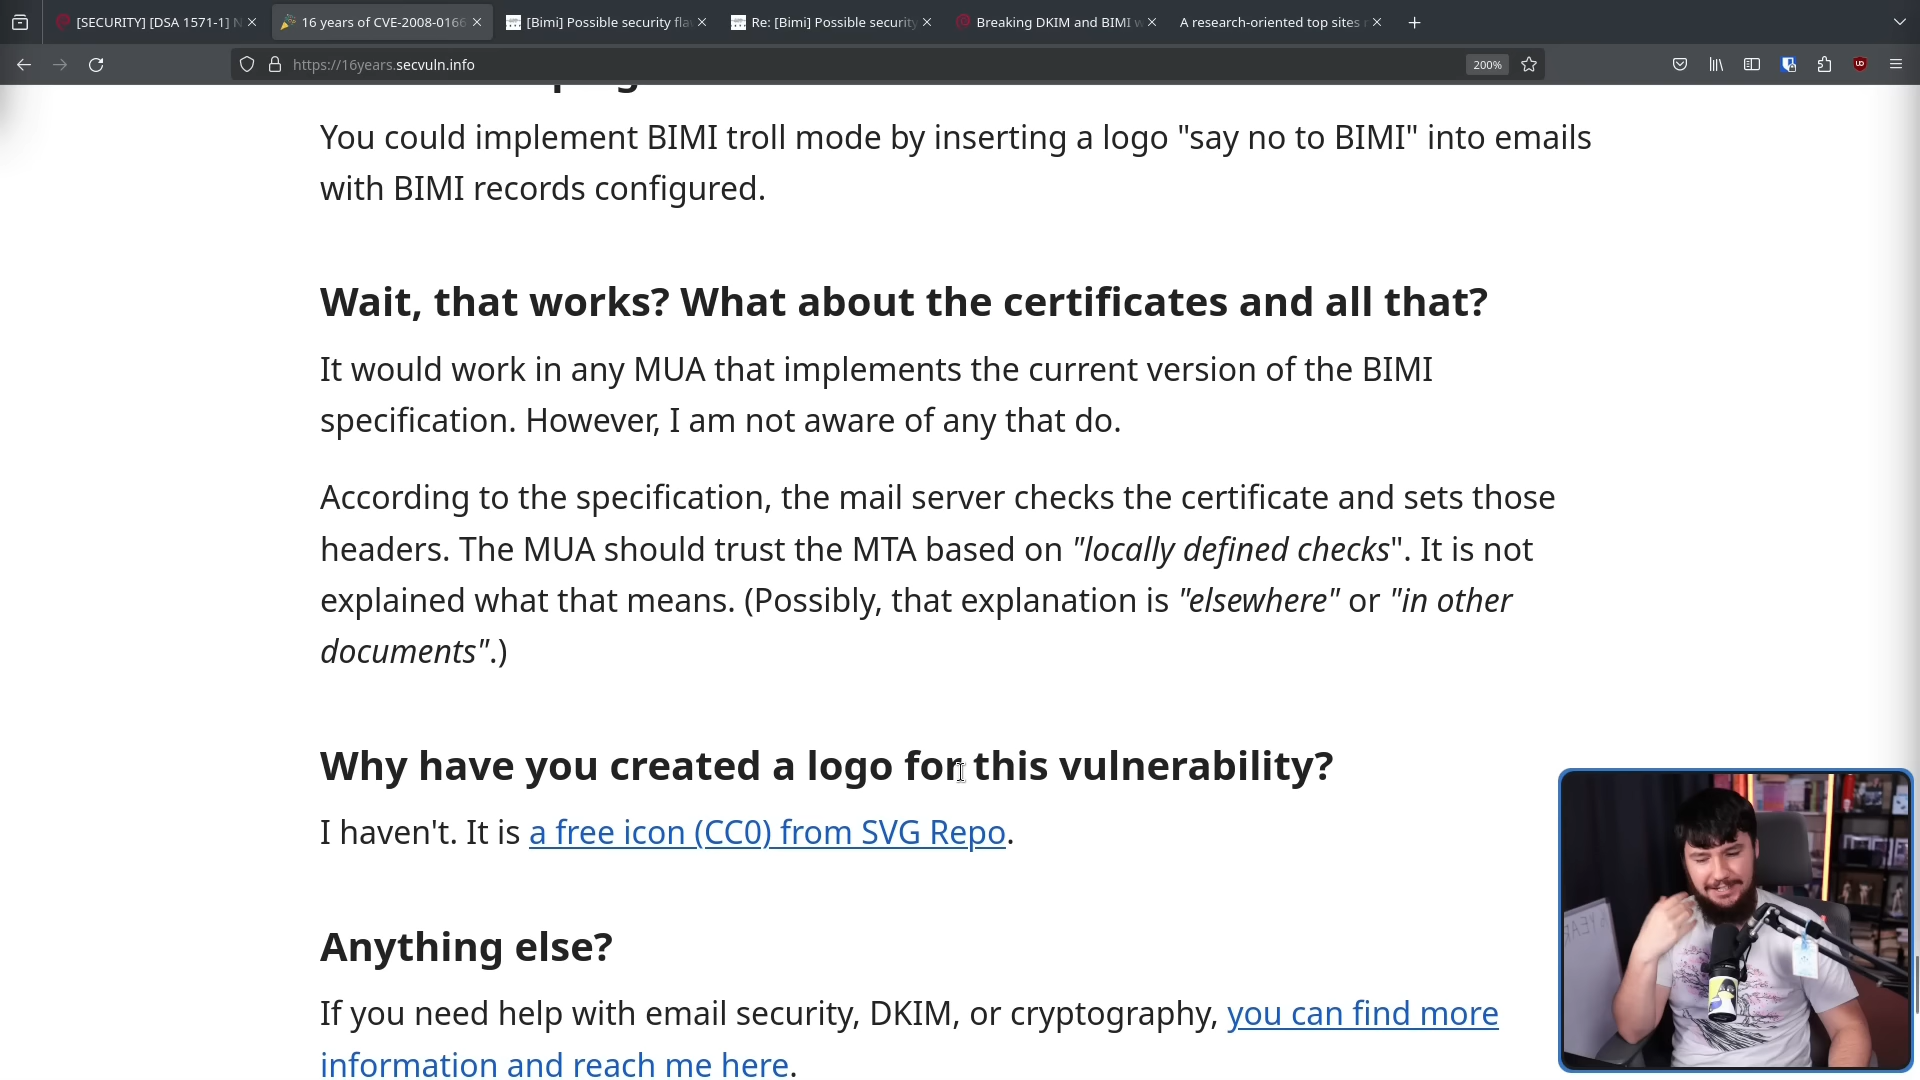 [SECURITY] [DSA 1571-1] N
16 years of CVE-2008-0166
[Bimi] Possible security fla
Re: [Bimi] Possible security
Breaking DKIM and BIMI w
A research-oriented top sites r
https://16years.secvuln.info
200%
You could implement BIMI troll mode by inserting a logo "say no to BIMI" into emails
with BIMI records configured.
Wait, that works? What about the certificates and all that?
It would work in any MUA that implements the current version of the BIMI
specification. However, I am not aware of any that do.
According to the specification, the mail server checks the certificate and sets those
headers. The MUA should trust the MTA based on "locally defined checks". It is not
explained what that means. (Possibly, that explanation is "elsewhere" or "in other
documents".)
Why have you created a logo for this vulnerability?
I haven't. It is a free icon (CC0) from SVG Repo.
Anything else?
If you need help with email security, DKIM, or cryptography, you can find more
information and reach me here.